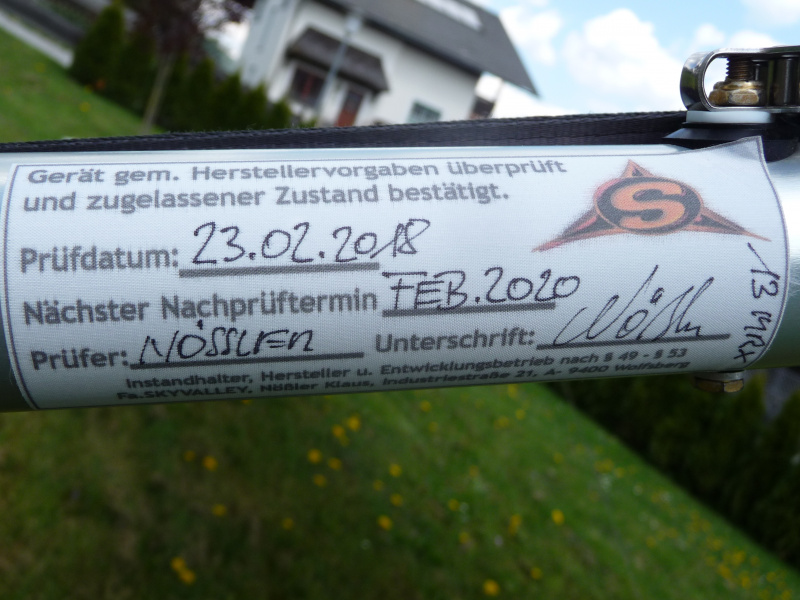 Gerät gem. Herstellervorgaben überprüft
und zugelassener Zustand bestätigt.
S
Prüfdatum: 23.02.2018
Nächster Nachprüftermin FEB.2020
Prüfer: NÖSSLER Unterschrift: Nößler
Instandhalter, Hersteller u. Entwicklungsbetrieb nach § 49 - § 53
Fa.SKYVALLEY, Nößler Klaus, Industriestraße 21, A- 9400 Wolfsberg